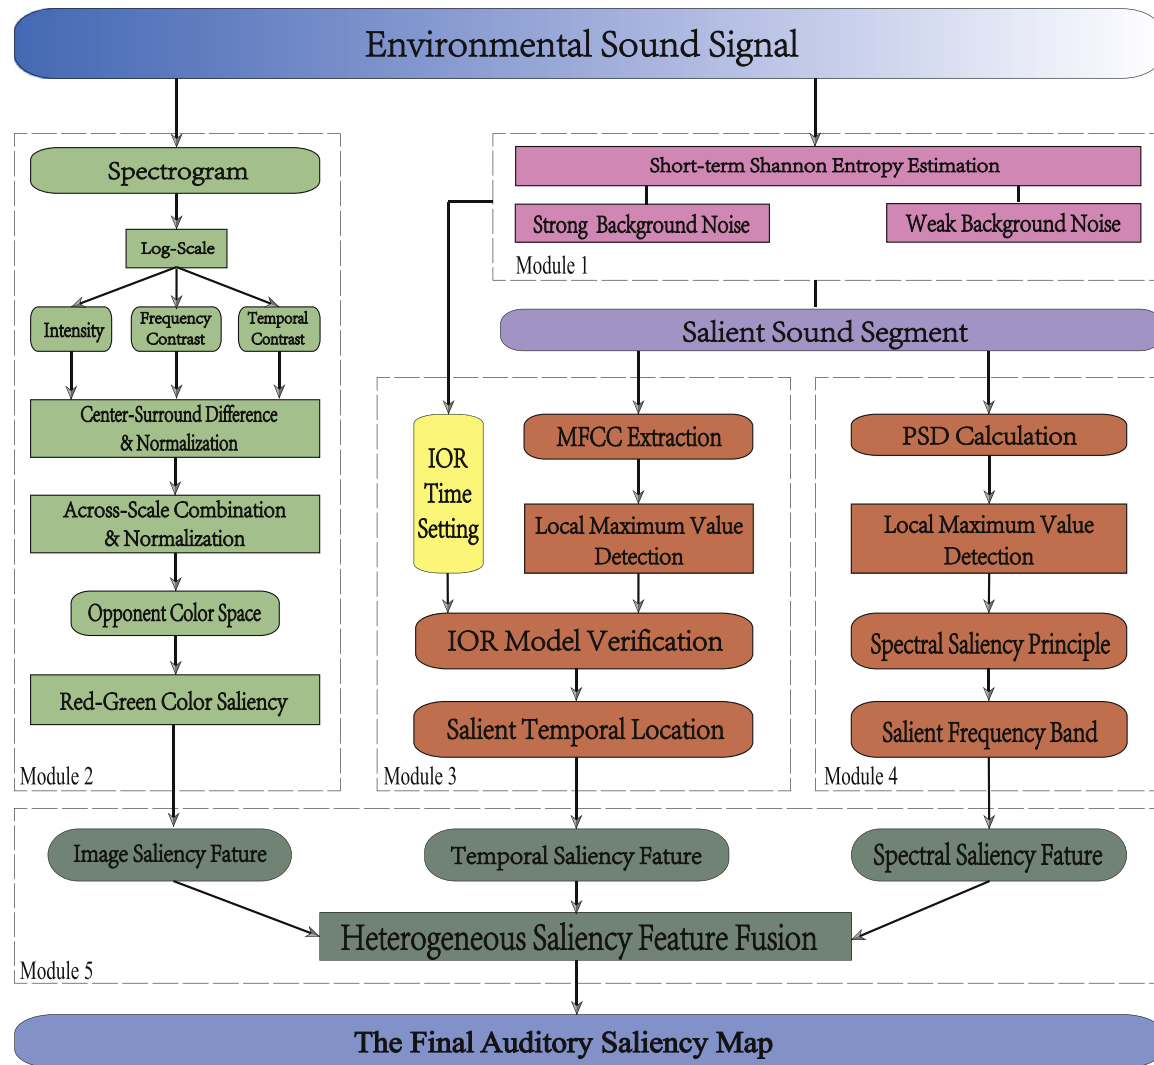 Environmental Sound Signal
Spectrogram
Log-Scale
Intensity
Frequency
Contrast
Temporal
Contrast
Center-Surround Difference
& Normalization
Across-Scale Combination
& Normalization
Opponent Color Space
Red-Green Color Saliency
Module 2
Short-term Shannon Entropy Estimation
Strong Background Noise
Weak Background Noise
Module 1
Salient Sound Segment
IOR
Time
Setting
MFCC Extraction
Local Maximum Value
Detection
IOR Model Verification
Salient Temporal Location
Module 3
PSD Calculation
Local Maximum Value
Detection
Spectral Saliency Principle
Salient Frequency Band
Module 4
Image Saliency Fature
Temporal Saliency Fature
Spectral Saliency Fature
Heterogeneous Saliency Feature Fusion
Module 5
The Final Auditory Saliency Map